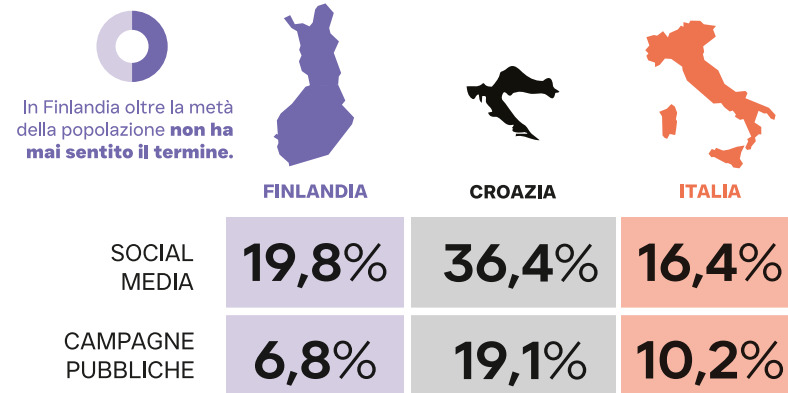 In Finlandia oltre la metà
della popolazione non ha
mai sentito il termine.
FINLANDIA
CROAZIA
ITALIA
SOCIAL
MEDIA
19,8%
36,4%
16,4%
CAMPAGNE
PUBBLICHE
6,8%
19,1%
10,2%